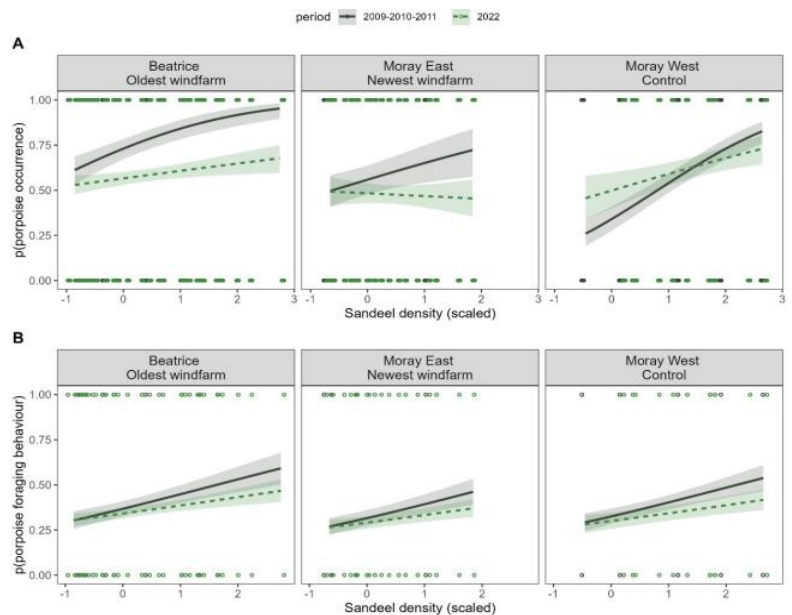 period 2009-2010-2011 2022
A
Beatrice
Oldest windfarm
Moray East
Newest windfarm
Moray West
Control
p(porpoise occurrence)
1.00
0.75
0.50
0.25
0.00
-1 0 1 2 3
-1 0 1 2 3
-1 0 1 2 3
Sandeel density (scaled)
B
Beatrice
Oldest windfarm
Moray East
Newest windfarm
Moray West
Control
p(porpoise foraging behaviour)
1.00
0.75
0.50
0.25
0.00
-1 0 1 2
-1 0 1 2
-1 0 1 2
Sandeel density (scaled)